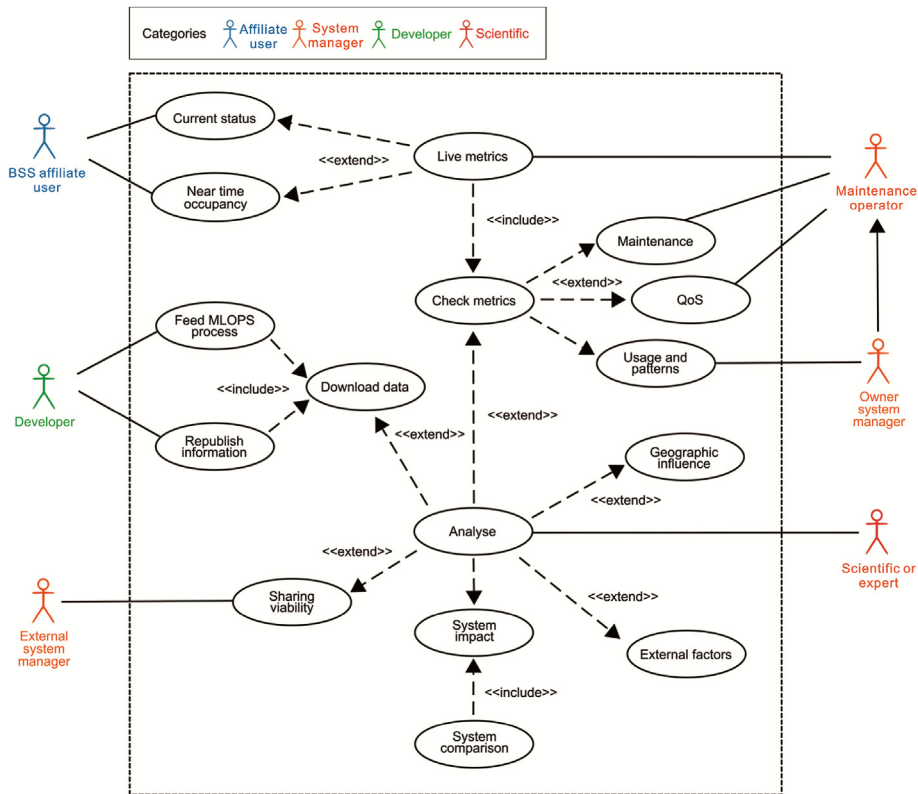 Categories
Affiliate
user
System
manager
Developer
Scientific
Current status
BSS affiliate
user
<<extend>>
Live metrics
Near time
occupancy
Maintenance
operator
<<include>>
Maintenance
Check metrics
<<extend>>
QoS
Feed MLOPS
process
Usage and
patterns
<<include>>
Download data
Owner
system
manager
Developer
Republish
information
<<extend>>
<<extend>>
Geographic
influence
<<extend>>
Analyse
<<extend>>
Scientific or
expert
Sharing
viability
<<extend>>
External
system
manager
System
impact
External factors
<<include>>
System
comparison